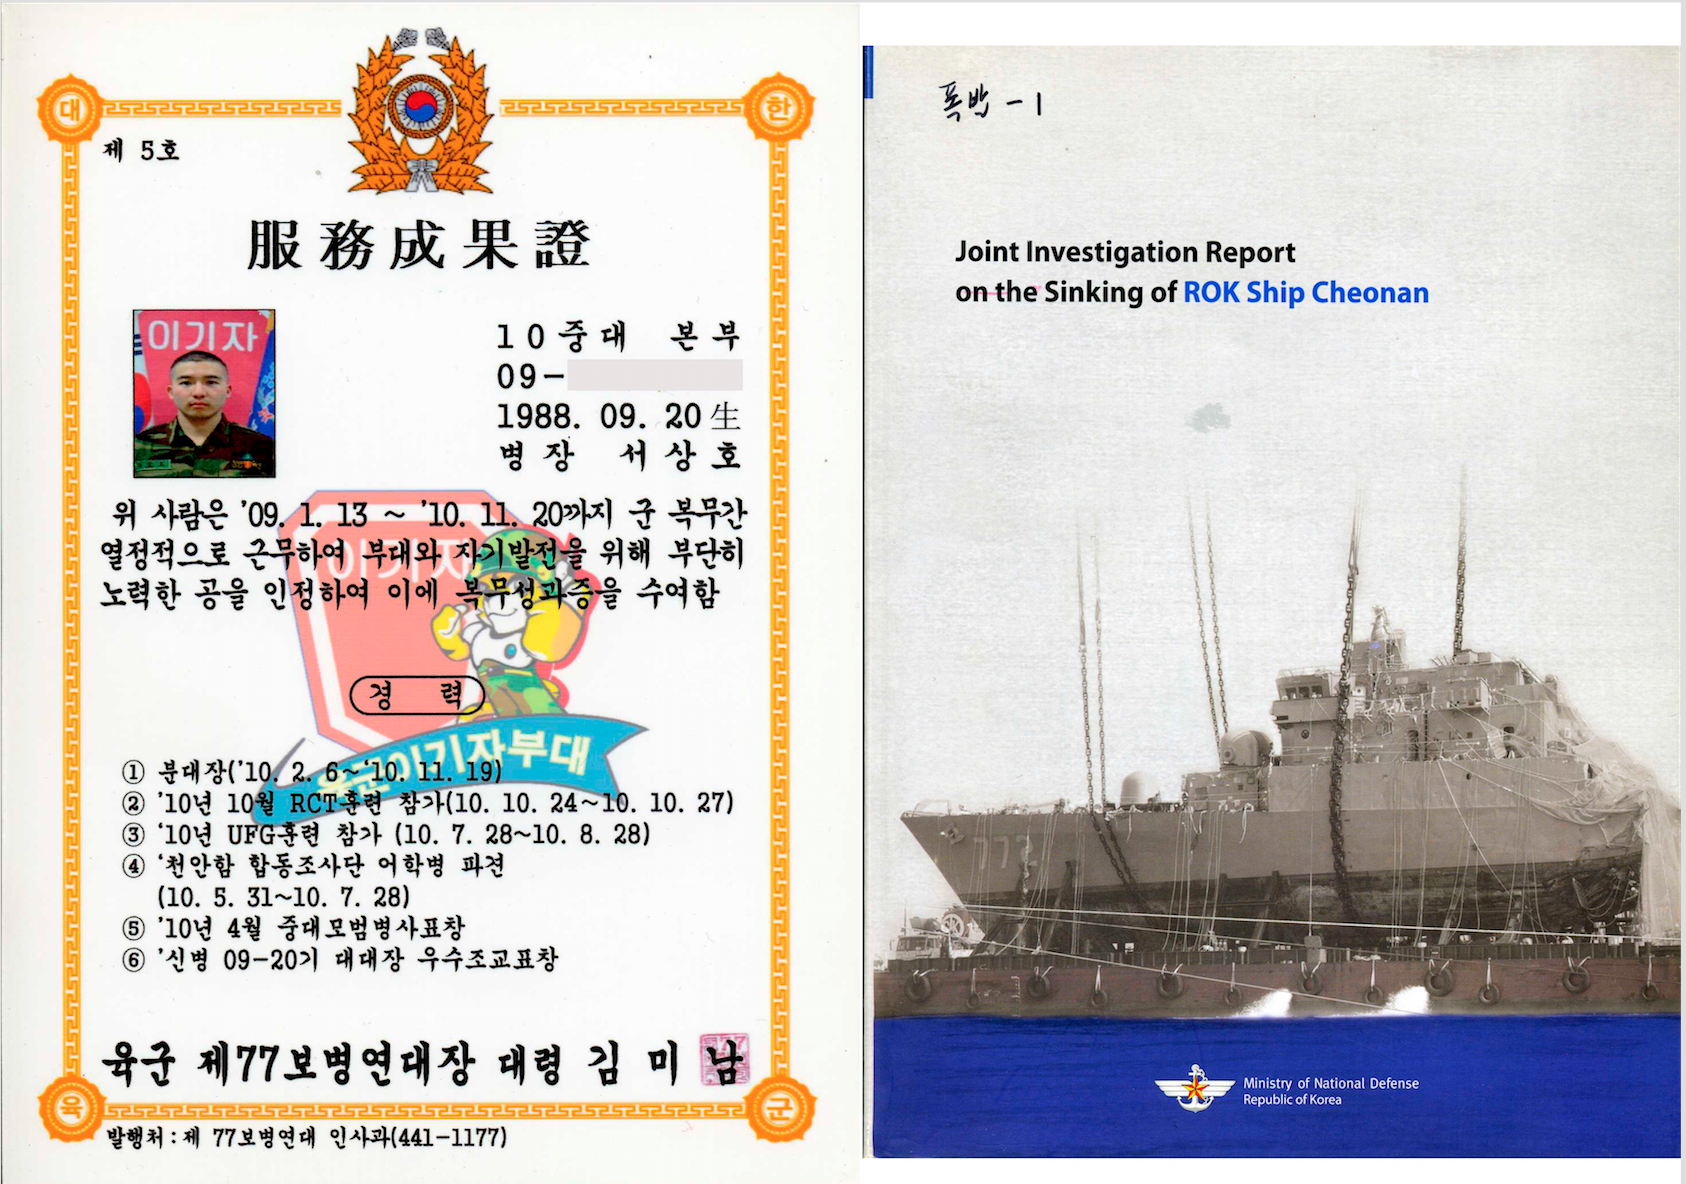 대
한
제 5호
服務成果證
이기자
10중대 본부
09-
1988. 09. 20生
병장 서상호
위 사람은 '09. 1. 13 ~ '10. 11. 20까지 군 복무간
열정적으로 근무하여 부대와 자기발전을 위해 부단히
노력한 공을 인정하여 이에 복무성과증을 수여함
이기자
경 력
육군이기자부대
① 분대장('10. 2. 6~'10. 11. 19)
② '10년 10월 RCT훈련 참가(10. 10. 24~10. 10. 27)
③ '10년 UFG훈련 참가 (10. 7. 28~10. 8. 28)
④ '천안함 합동조사단 어학병 파견
(10. 5. 31~10. 7. 28)
⑤ '10년 4월 중대모범병사표창
⑥ '신병 09-20기 대대장 우수조교표창
육군 제77보병연대장 대령 김미남
육
군
발행처:제 77보병연대 인사과(441-1177)
폭발 - 1
Joint Investigation Report
on the Sinking of ROK Ship Cheonan
772
Ministry of National Defense
Republic of Korea